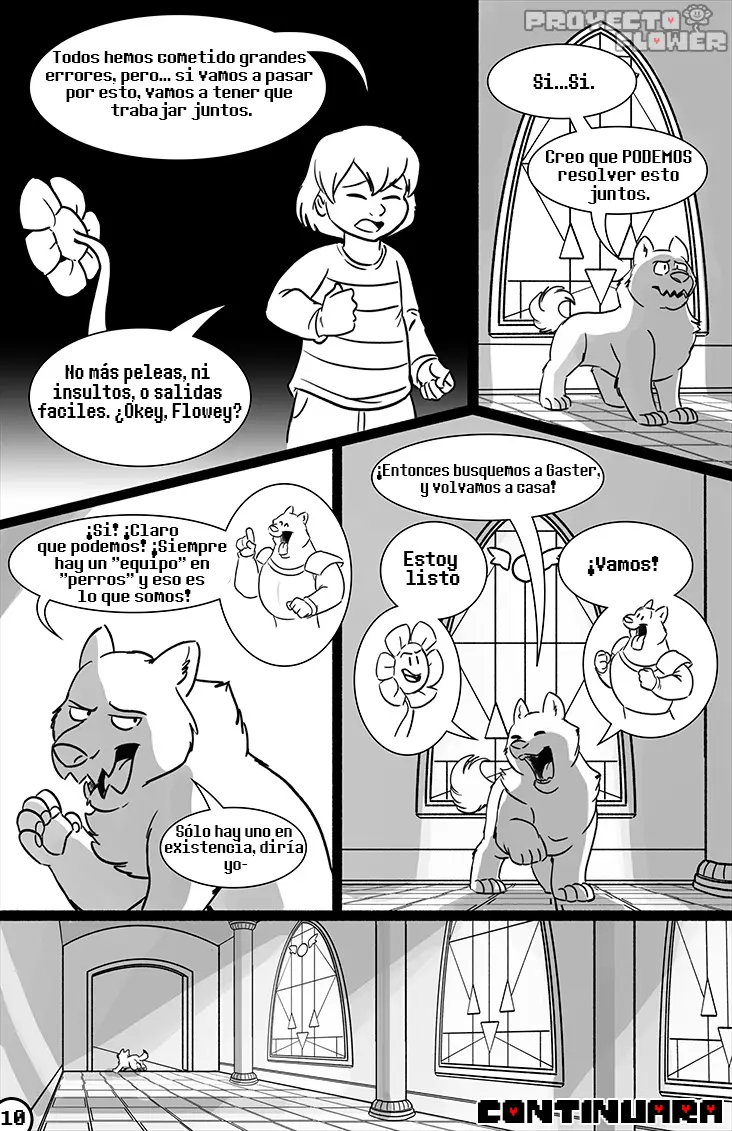 PROYECTO
FLOWER
Todos hemos cometido grandes
errores, pero... si vamos a pasar
por esto, vamos a tener que
trabajar juntos.
No más peleas, ni
insultos, o salidas
faciles. ¿Okey, Flowey?
Si...Si.
Creo que PODEMOS
resolver esto
juntos.
¡Si! ¡Claro
que podemos! ¡Siempre
hay un "equipo" en
"perros" y eso es
lo que somos!
Sólo hay uno en
existencia, diría
yo-
¡Entonces busquemos a Gaster,
y volvamos a casa!
Estoy
listo
¡Vamos!
10
CONTINUARA